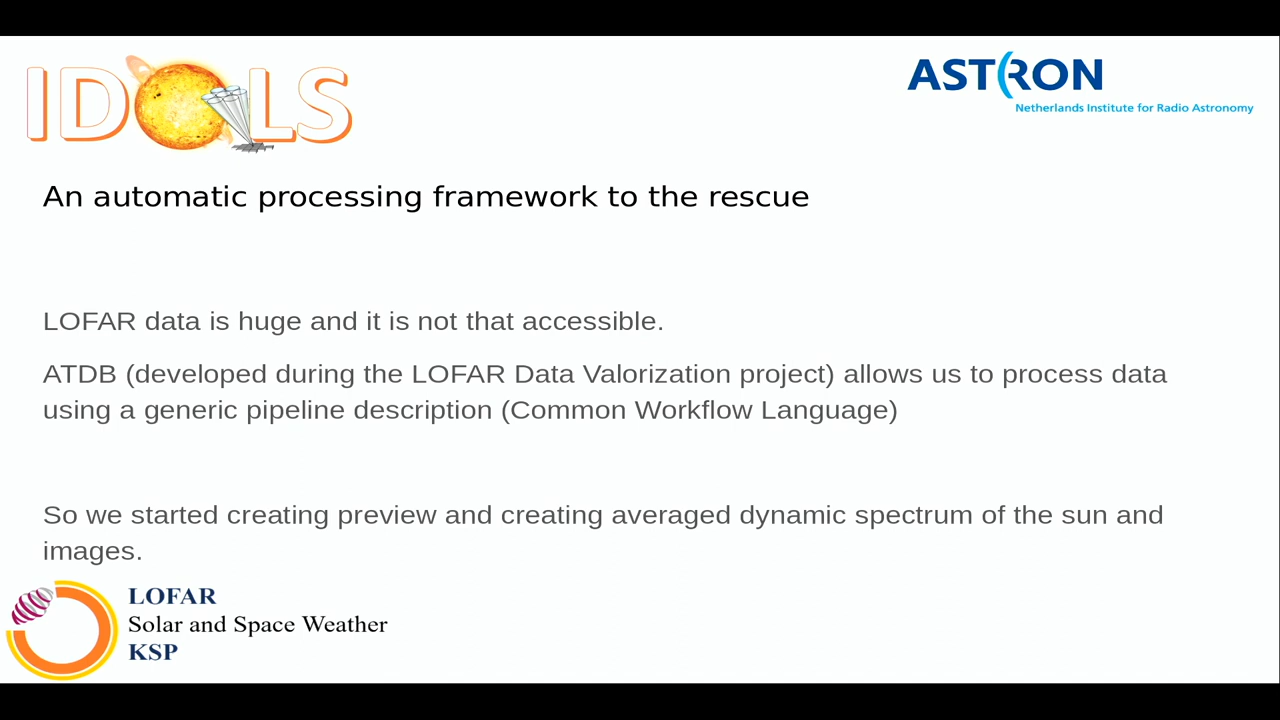 IDOLS
ASTRON
Netherlands Institute for Radio Astronomy
An automatic processing framework to the rescue
LOFAR data is huge and it is not that accessible.
ATDB (developed during the LOFAR Data Valorization project) allows us to process data
using a generic pipeline description (Common Workflow Language)
So we started creating preview and creating averaged dynamic spectrum of the sun and
images.
LOFAR
Solar and Space Weather
KSP